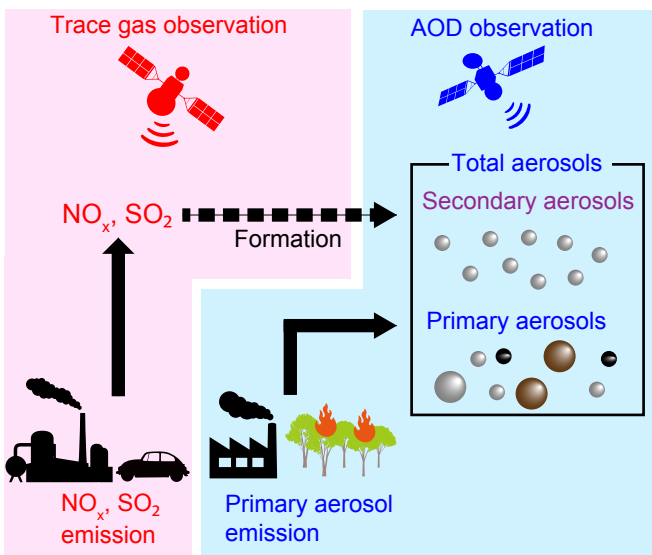 Trace gas observation
AOD observation
Total aerosols
Secondary aerosols
NOₓ, SO₂
Formation
Primary aerosols
NOₓ, SO₂
emission
Primary aerosol
emission